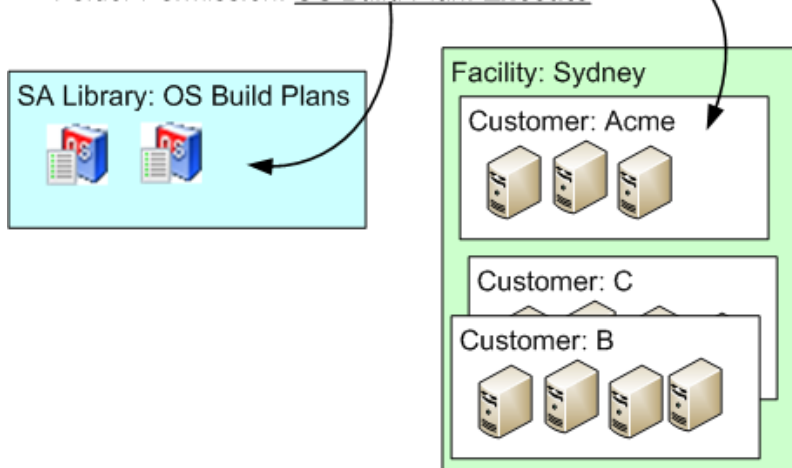 SA Library: OS Build Plans
Facility: Sydney
Customer: Acme
Customer: C
Customer: B